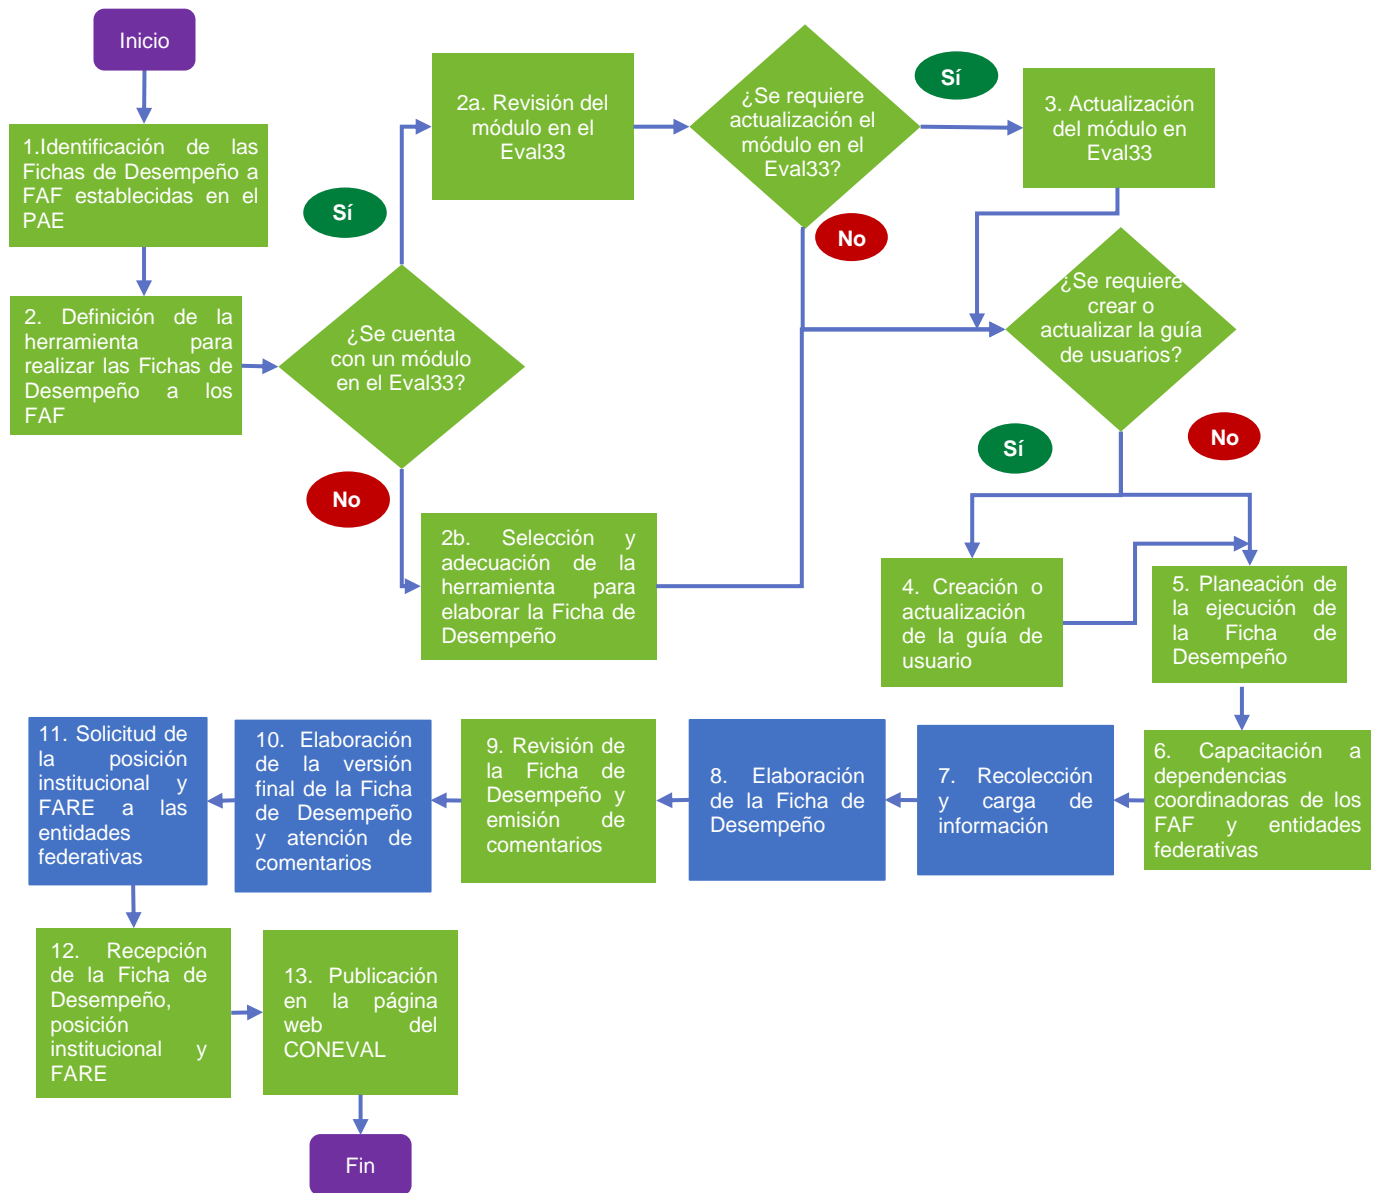 Inicio
1.Identificación de las
Fichas de Desempeño a
FAF establecidas en el
PAE
2. Definición de la
herramienta para
realizar las Fichas de
Desempeño a los
FAF
¿Se cuenta
con un módulo
en el Eval33?
Sí
2a. Revisión del
módulo en el
Eval33
¿Se requiere
actualización el
módulo en el
Eval33?
Sí
3. Actualización
del módulo en
Eval33
No
No
2b. Selección y
adecuación de la
herramienta para
elaborar la Ficha de
Desempeño
¿Se requiere
crear o
actualizar la guía
de usuarios?
Sí
No
4. Creación o
actualización
de la guía de
usuario
5. Planeación de
la ejecución de
la Ficha de
Desempeño
6. Capacitación a
dependencias
coordinadoras de los
FAF y entidades
federativas
7. Recolección
y carga de
información
8. Elaboración
de la Ficha de
Desempeño
9. Revisión de
la Ficha de
Desempeño y
emisión de
comentarios
10. Elaboración
de la versión
final de la Ficha
de Desempeño
y atención de
comentarios
11. Solicitud de
la posición
institucional y
FARE a las
entidades
federativas
12. Recepción
de la Ficha de
Desempeño,
posición
institucional y
FARE
13. Publicación
en la página
web del
CONEVAL
Fin